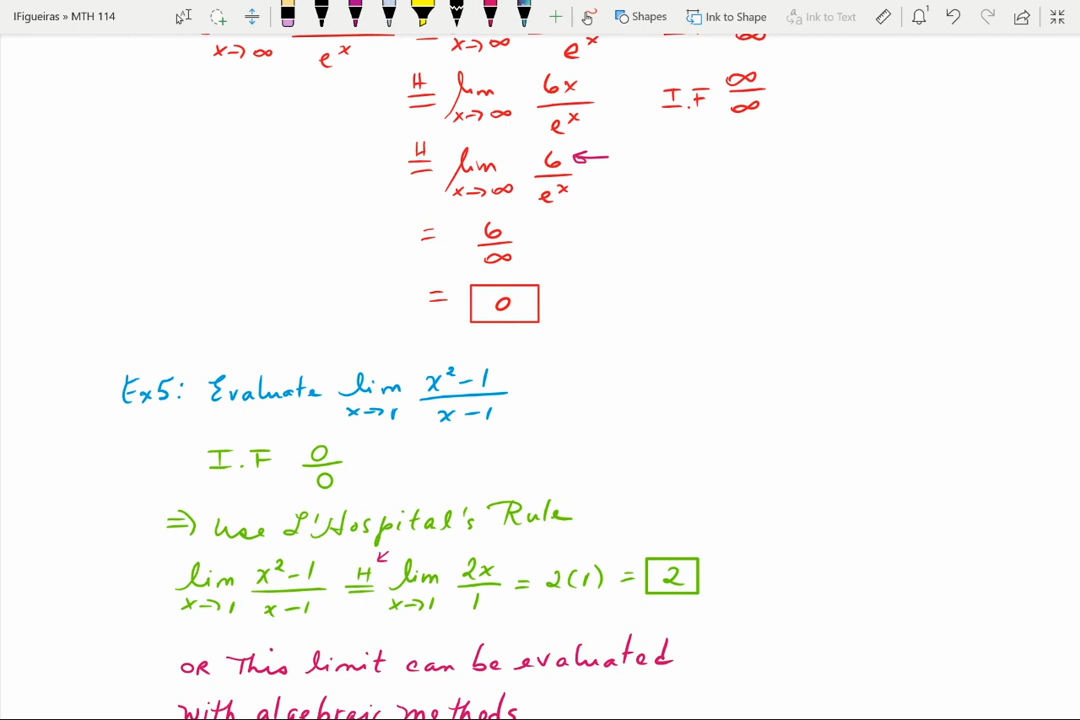 IFigueiras » MTH 114 Shapes Ink to Shape Ink to Text
x→∞ e^x = x→∞ e^x ∞
H= lim x→∞ 6x/e^x I.F ∞/∞
H= lim x→∞ 6/e^x ←
= 6/∞
= 0
Ex5: Evaluate lim x→1 x²-1/x-1
I.F 0/0
⇒ Use L'Hospital's Rule
lim x→1 x²-1/x-1 H= lim x→1 2x/1 = 2(1) = 2
OR This limit can be evaluated
with algebraic methods